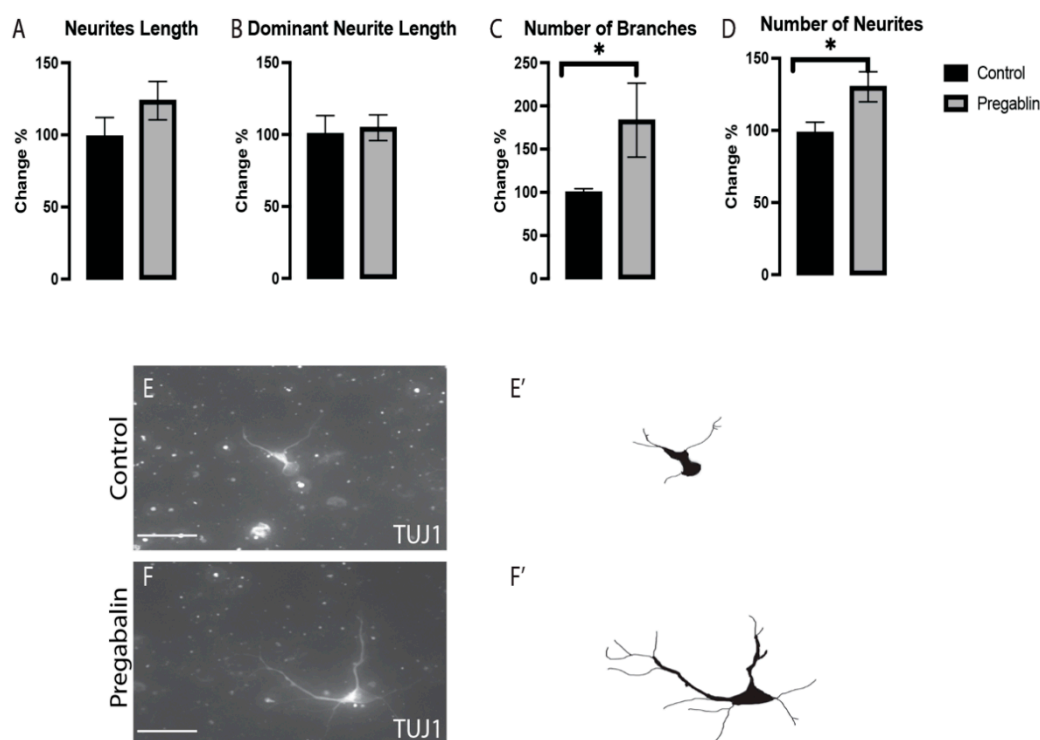 A Neurites Length
B Dominant Neurite Length
C Number of Branches
D Number of Neurites
*
*
Change %
150
100
50
0
Change %
150
100
50
0
Change %
250
200
150
100
50
0
Change %
150
100
50
0
Control
Pregablin
Control
E
TUJ1
E'
Pregabalin
F
TUJ1
F'